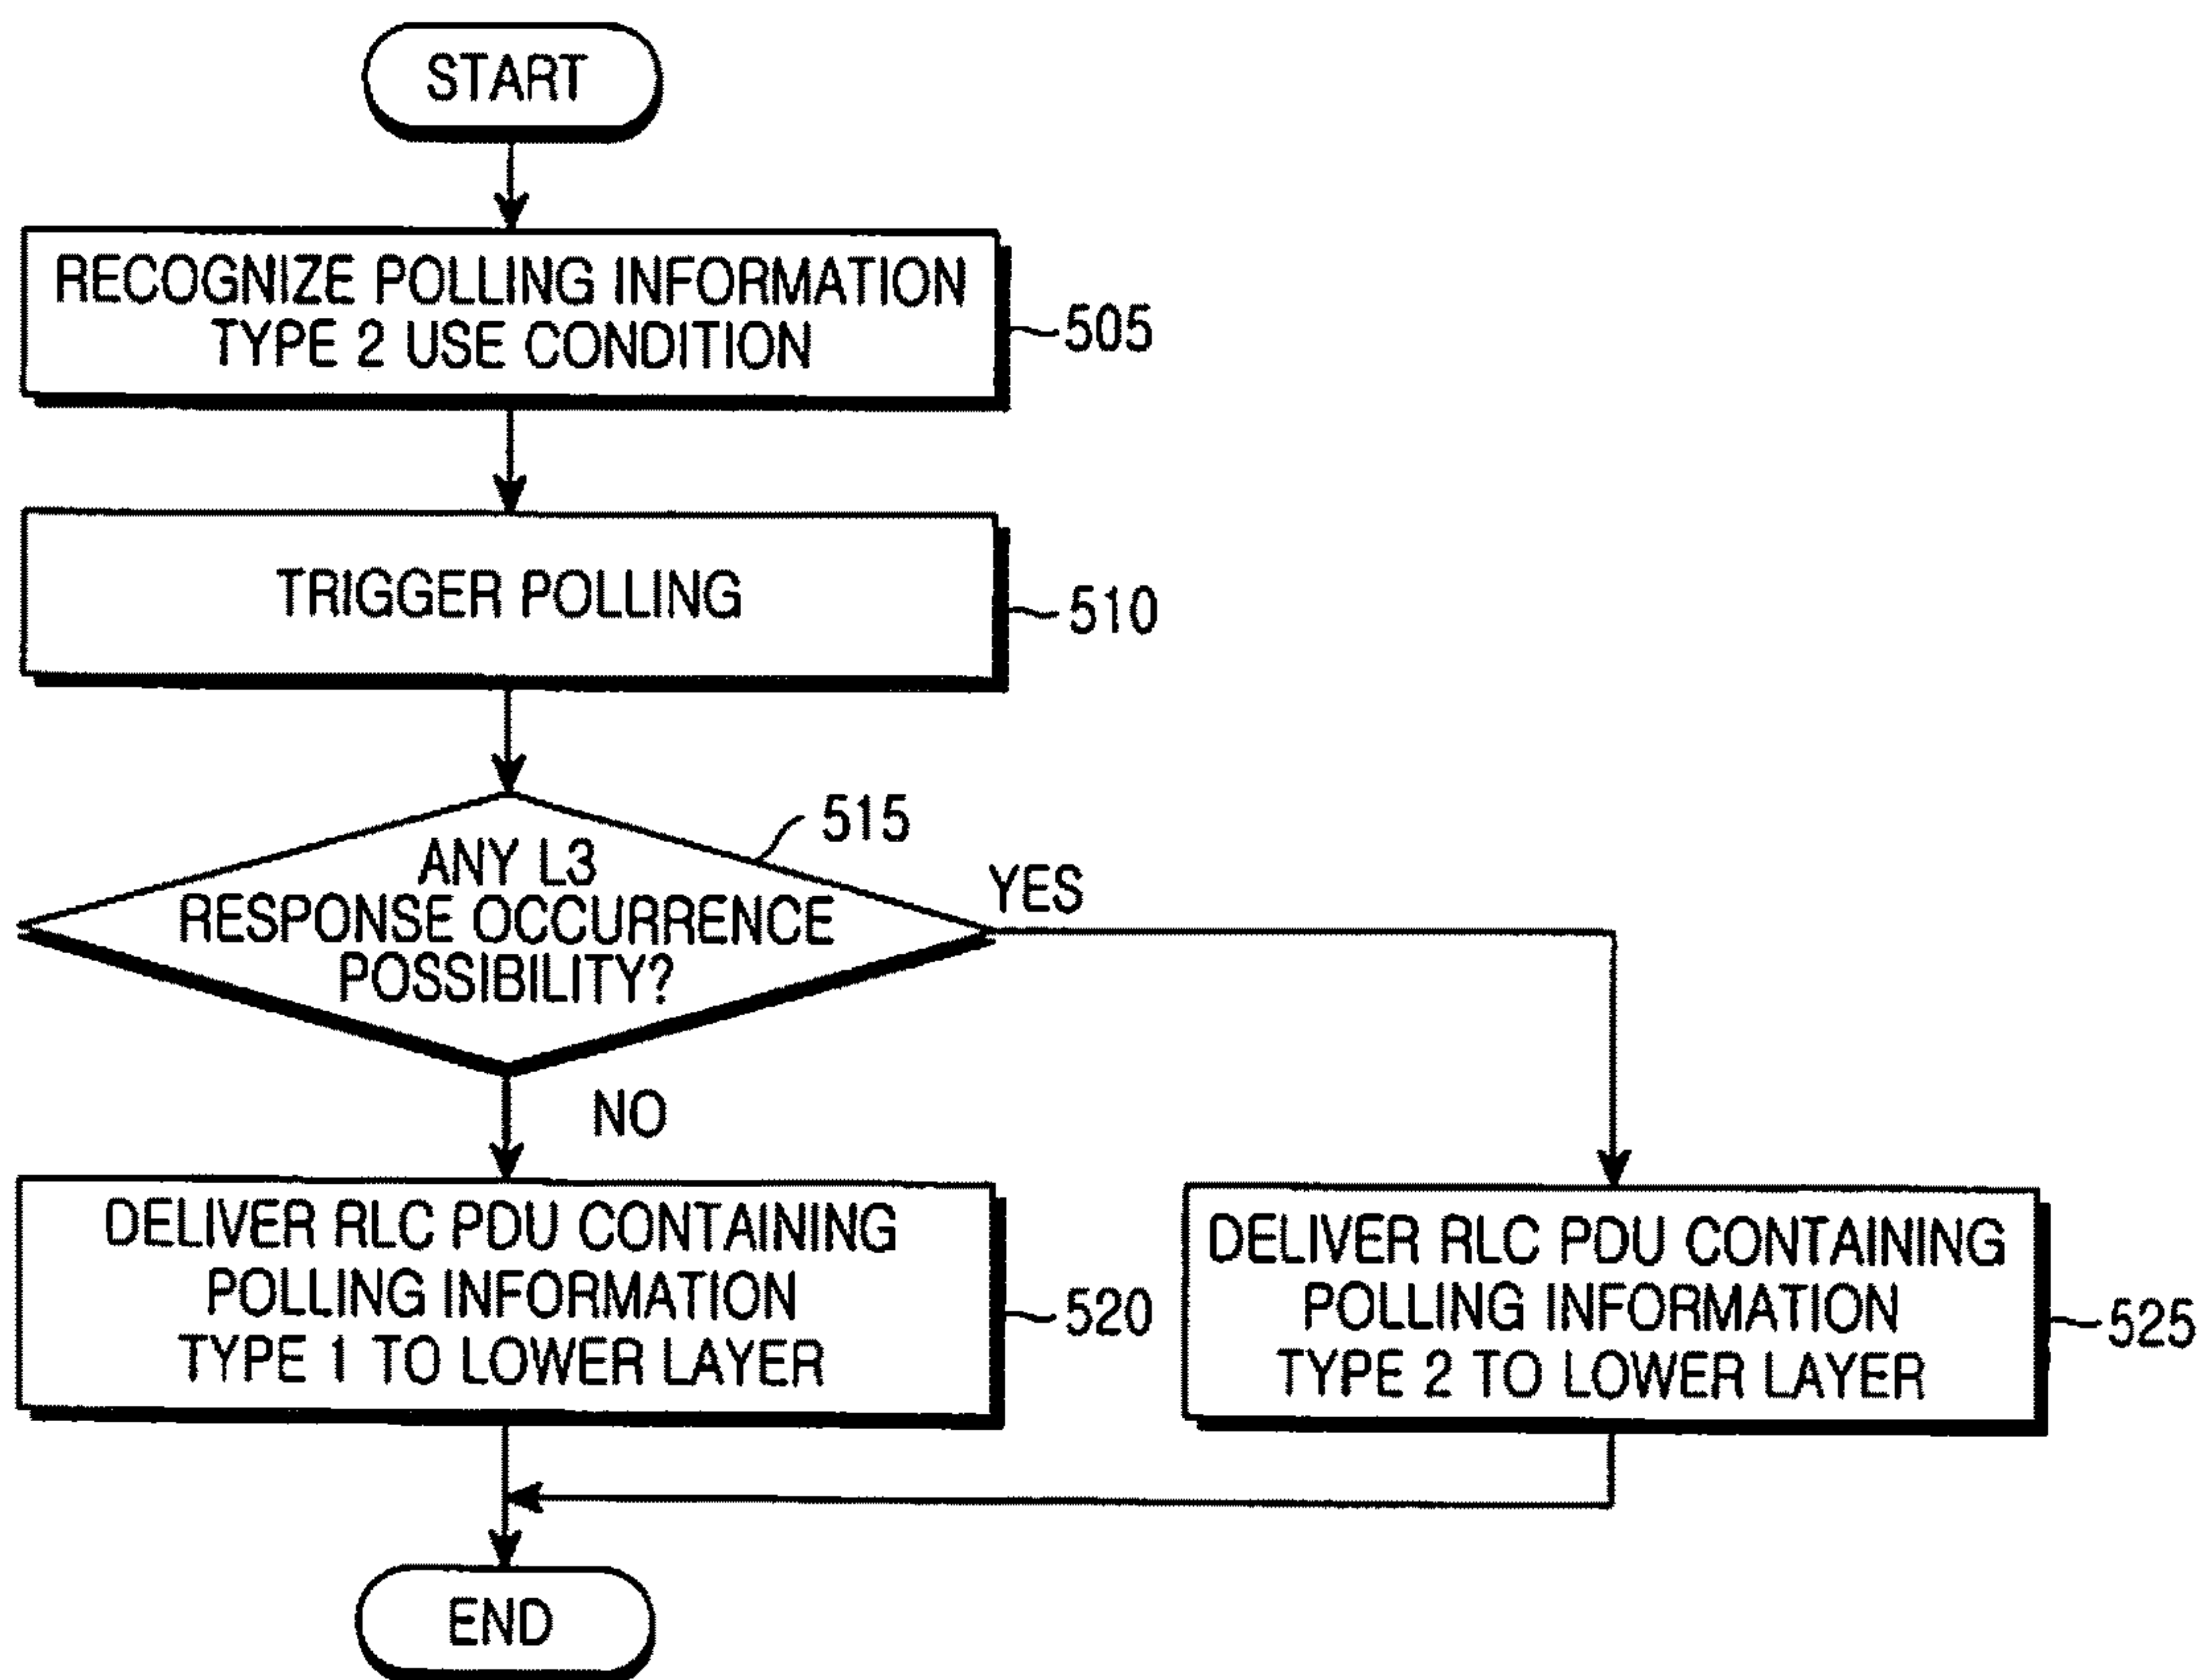 START
RECOGNIZE POLLING INFORMATION
TYPE 2 USE CONDITION
505
TRIGGER POLLING
510
515
ANY L3
RESPONSE OCCURRENCE
POSSIBILITY?
YES
NO
DELIVER RLC PDU CONTAINING
POLLING INFORMATION
TYPE 1 TO LOWER LAYER
520
DELIVER RLC PDU CONTAINING
POLLING INFORMATION
TYPE 2 TO LOWER LAYER
525
END